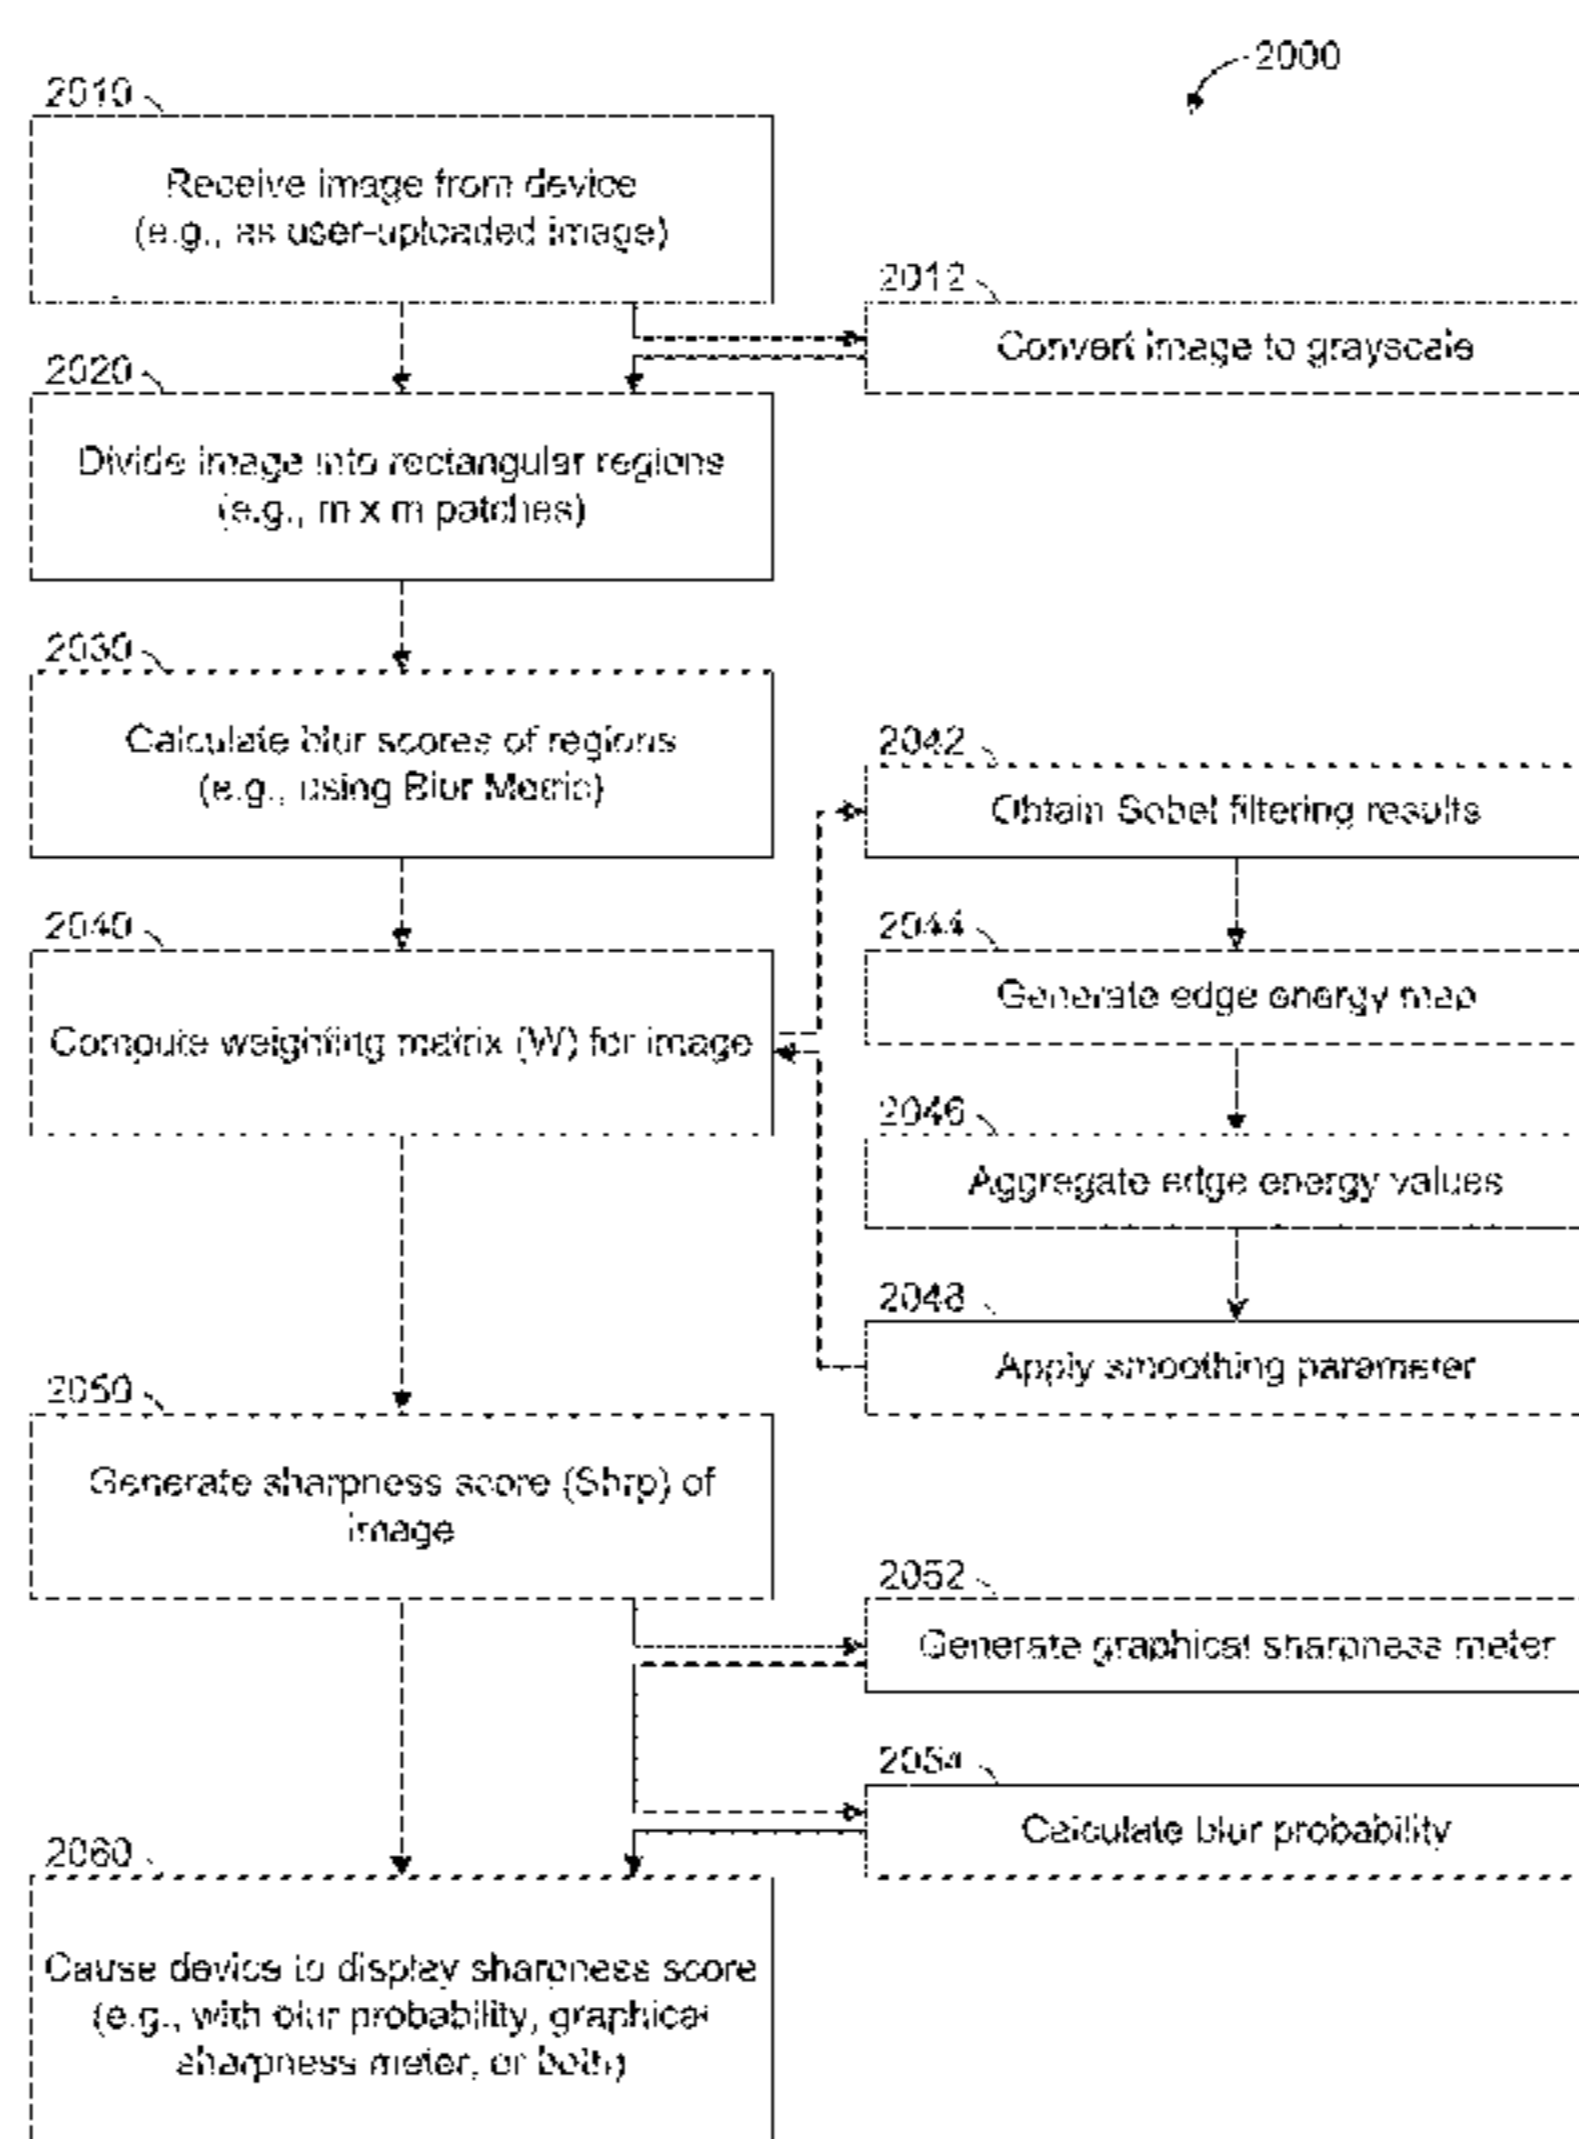 2000
2010
Receive image from device
(e.g., as user-uploaded image)
2012
Convert image to grayscale
2020
Divide image into rectangular regions
(e.g., m x m patches)
2030
Calculate blur scores of regions
(e.g., using Blur Metric)
2042
Obtain Sobel filtering results
2040
Compute weighting matrix (W) for image
2044
Generate edge energy map
2046
Aggregate edge energy values
2048
Apply smoothing parameter
2050
Generate sharpness score (Shrp) of
image
2052
Generate graphical sharpness meter
2054
Calculate blur probability
2060
Cause device to display sharpness score
(e.g., with blur probability, graphical
sharpness meter, or both)